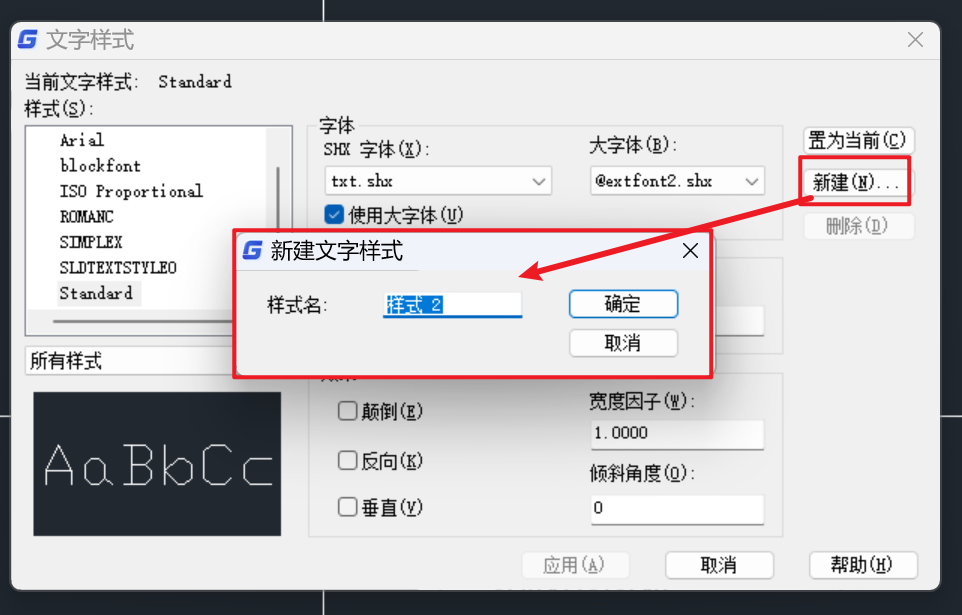 文字样式
当前文字样式: Standard
样式(S):
Arial
blockfont
ISO Proportional
ROMANC
SIMPLEX
SLDTEXTSTYLE0
Standard
所有样式
AaBbCc
字体
SHX 字体(X):
txt.shx
使用大字体(U)
大字体(B):
@extfont2.shx
置为当前(C)
新建(N)...
删除(D)
新建文字样式
样式名:
样式 2
确定
取消
颠倒(E)
反向(K)
垂直(V)
宽度因子(W):
1.0000
倾斜角度(O):
0
应用(A)
取消
帮助(H)